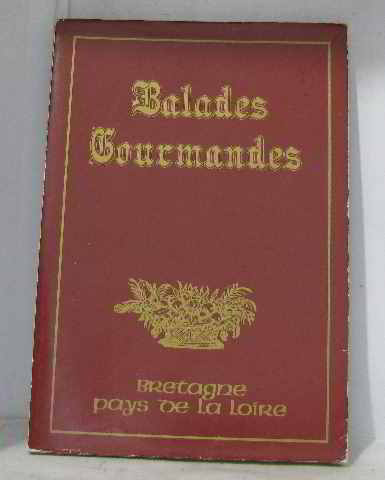 Balades
Gourmandes
Bretagne
pays de la loire